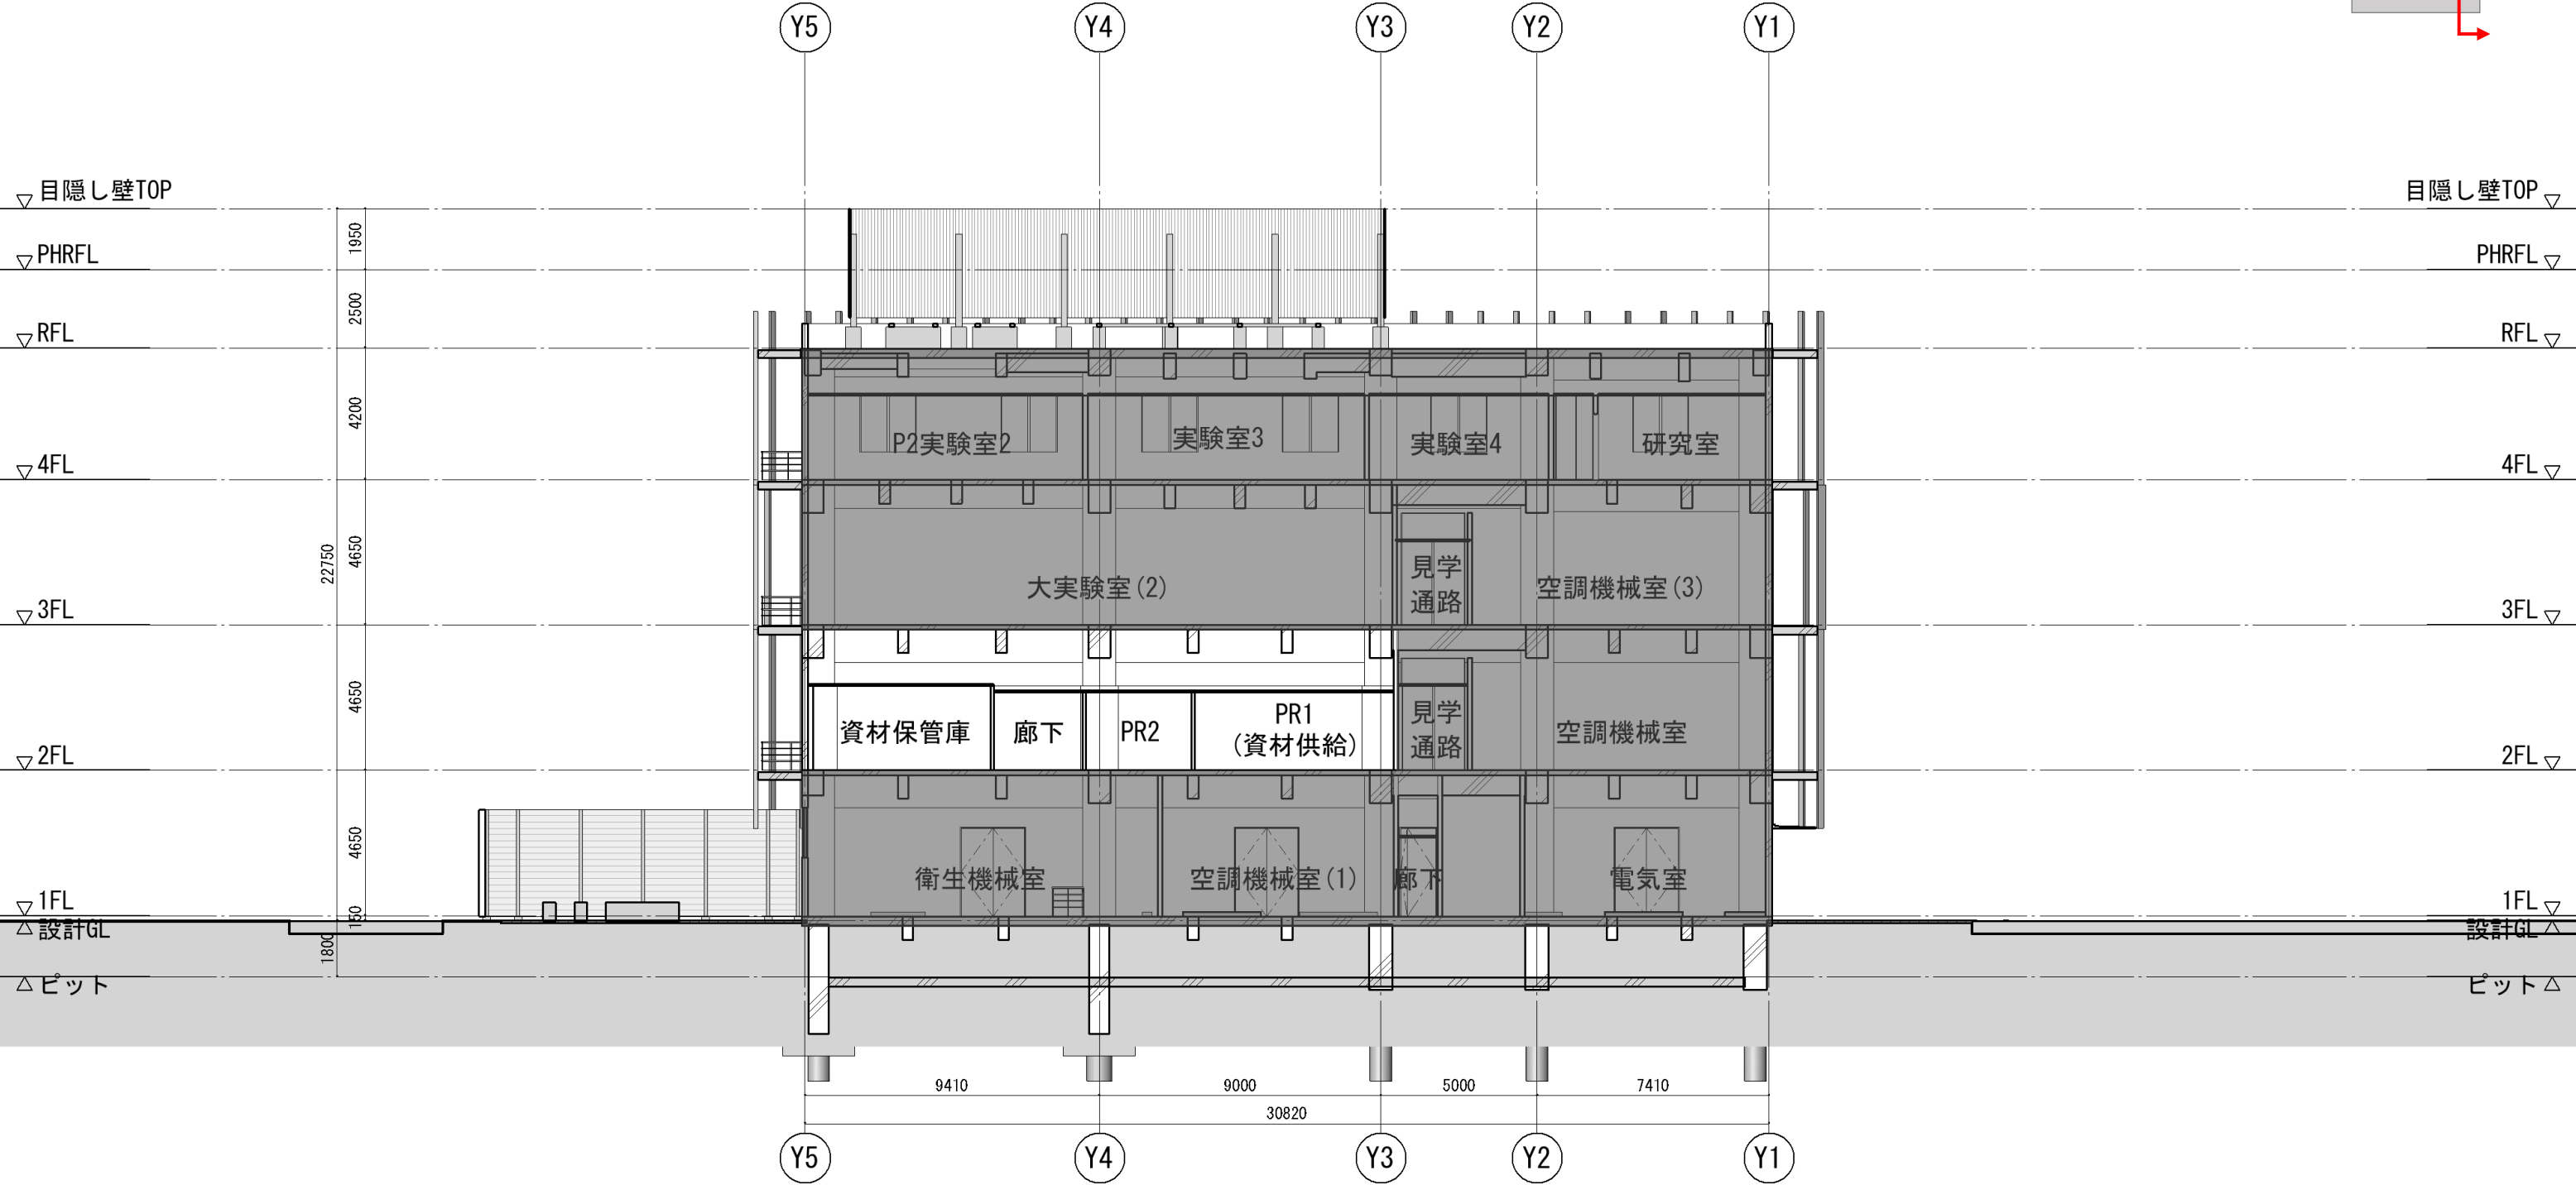 Y5 Y4 Y3 Y2 Y1
目隠し壁TOP 目隠し壁TOP
1950
PHRFL PHRFL
2500
RFL RFL
4200
P2実験室2 実験室3 実験室4 研究室
4FL 4FL
4650
22750
大実験室(2) 見学 空調機械室(3)
通路
3FL 3FL
4650
資材保管庫 廊下 PR2 PR1 見学 空調機械室
(資材供給) 通路
2FL 2FL
4650
衛生機械室 空調機械室(1) 廊下 電気室
1FL 1FL
150
設計GL 設計GL
1800
ピット ピット
9410 9000 5000 7410
30820
Y5 Y4 Y3 Y2 Y1